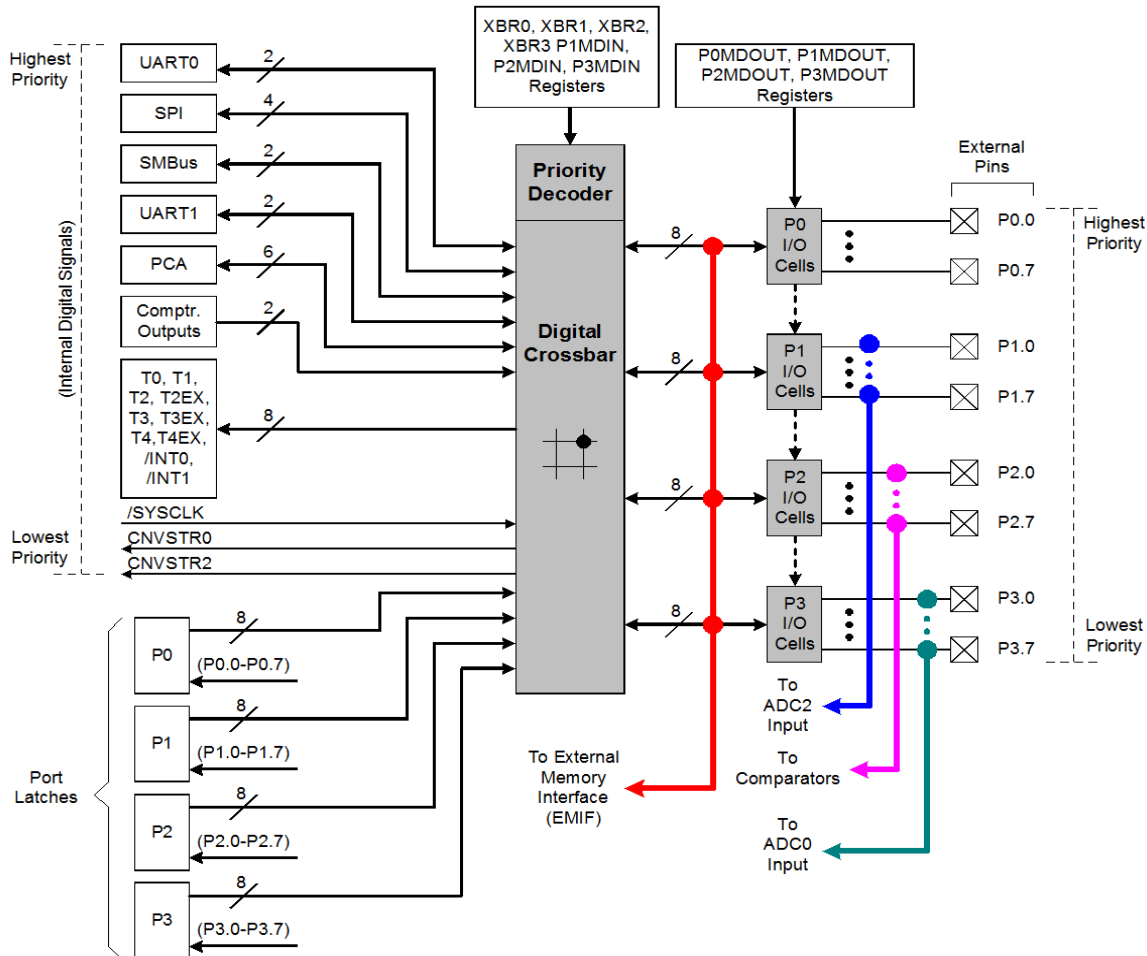 XBR0, XBR1, XBR2,
XBR3 P1MDIN,
P2MDIN, P3MDIN
Registers
P0MDOUT, P1MDOUT,
P2MDOUT, P3MDOUT
Registers
Highest
Priority
(Internal Digital Signals)
Lowest
Priority
UART0
2
SPI
4
SMBus
2
UART1
2
PCA
6
Comptr.
Outputs
2
T0, T1,
T2, T2EX,
T3, T3EX,
T4,T4EX,
/INT0,
/INT1
8
/SYSCLK
CNVSTR0
CNVSTR2
Port
Latches
P0
8
(P0.0-P0.7)
P1
8
(P1.0-P1.7)
P2
8
(P2.0-P2.7)
P3
8
(P3.0-P3.7)
Priority
Decoder
Digital
Crossbar
8
8
8
8
P0
I/O
Cells
P1
I/O
Cells
P2
I/O
Cells
P3
I/O
Cells
External
Pins
P0.0
P0.7
P1.0
P1.7
P2.0
P2.7
P3.0
P3.7
Highest
Priority
Lowest
Priority
To External
Memory
Interface
(EMIF)
To
ADC2
Input
To
Comparators
To
ADC0
Input